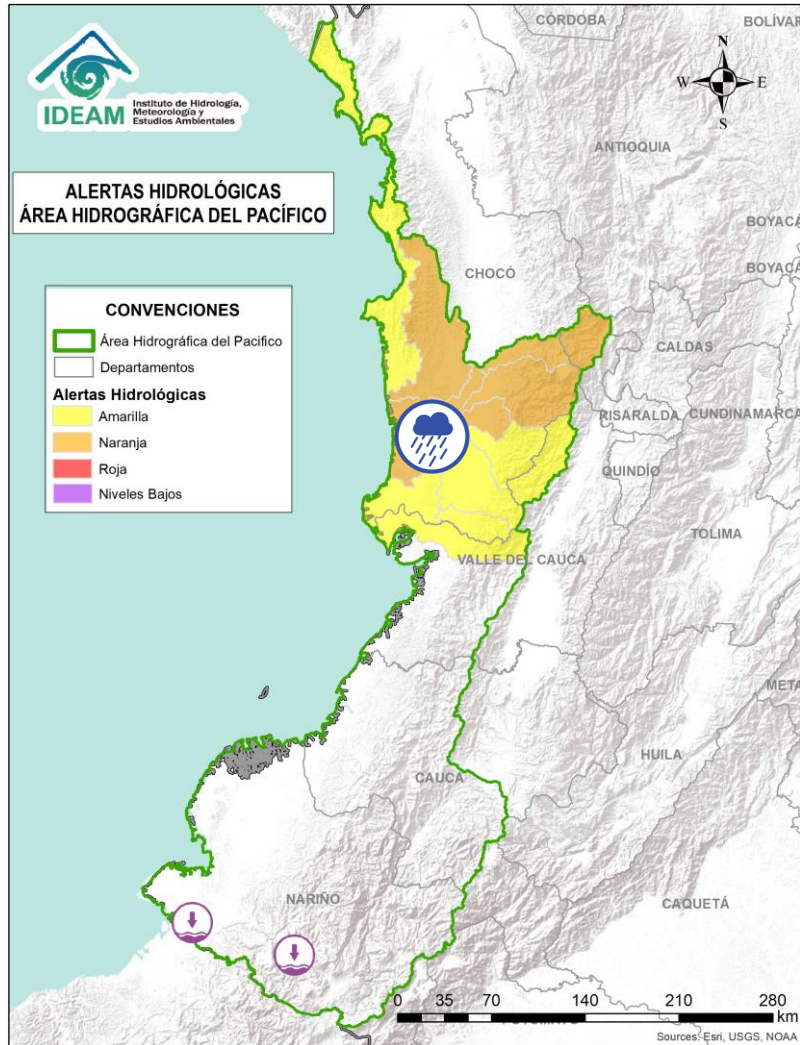 CÓRDOBA
BOLÍVAR
IDEAM
Instituto de Hidrología,
Meteorología y
Estudios Ambientales
N
W
E
S
ANTIOQUIA
ALERTAS HIDROLÓGICAS
ÁREA HIDROGRÁFICA DEL PACÍFICO
BOYACÁ
BOYACÁ
CHOCÓ
CONVENCIONES
Área Hidrográfica del Pacifico
Departamentos
Alertas Hidrológicas
Amarilla
Naranja
Roja
Niveles Bajos
CALDAS
RISARALDA
CUNDINAMARCA
QUINDÍO
TOLIMA
VALLE DEL CAUCA
META
HUILA
CAUCA
NARIÑO
CAQUETÁ
0 35 70 140 210 280
km
Sources: Esri, USGS, NOAA